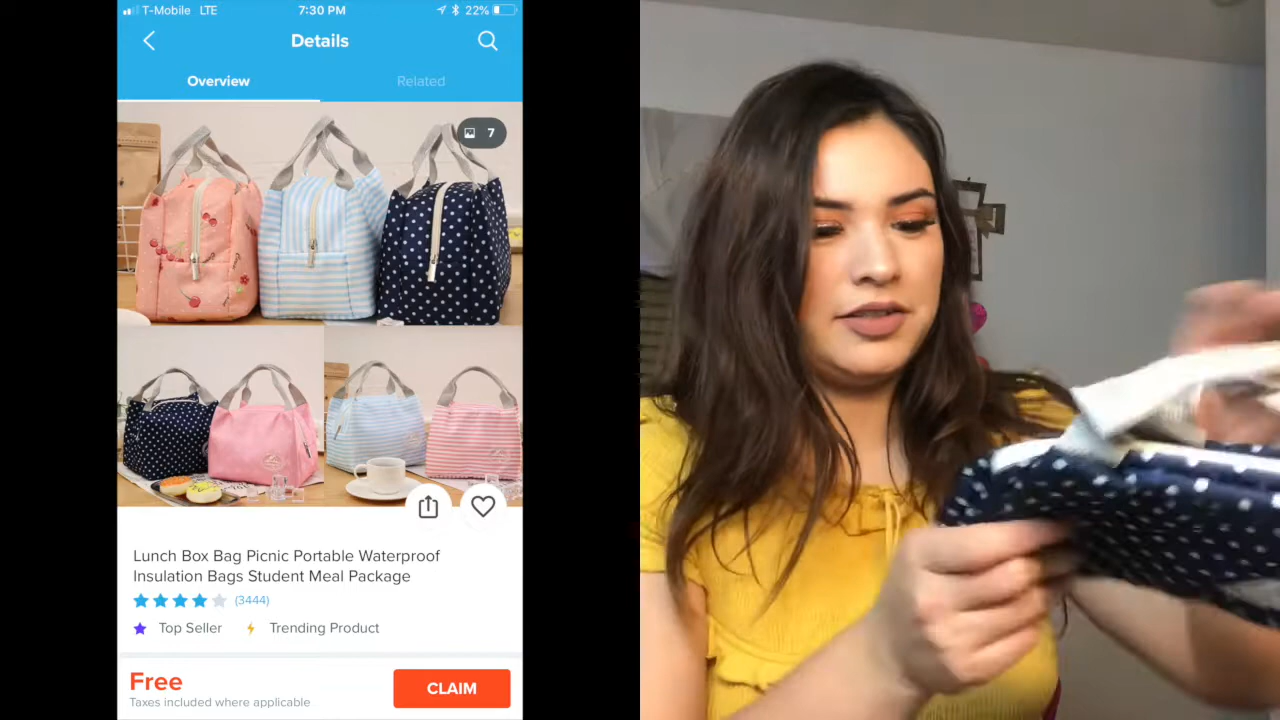 T-Mobile LTE 7:30 PM 22%
Details
Overview Related
7
Lunch Box Bag Picnic Portable Waterproof
Insulation Bags Student Meal Package
(3444)
Top Seller Trending Product
Free
Taxes included where applicable
CLAIM